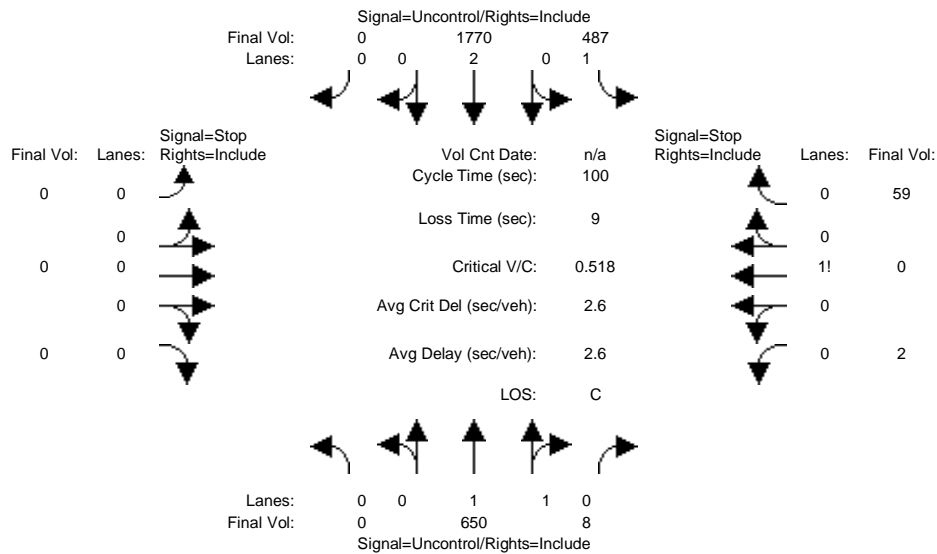 Signal=Uncontrol/Rights=Include
Final Vol: 0 1770 487
Lanes: 0 0 2 0 1
Signal=Stop
Final Vol: Lanes: Rights=Include
Vol Cnt Date: n/a
Signal=Stop
Rights=Include Lanes: Final Vol:
Cycle Time (sec): 100
0 0
0 59
Loss Time (sec): 9
0
0
0 0
Critical V/C: 0.518
1! 0
0
Avg Crit Del (sec/veh): 2.6
0
0 0
Avg Delay (sec/veh): 2.6
0 2
LOS: C
Lanes: 0 0 1 1 0
Final Vol: 0 650 8
Signal=Uncontrol/Rights=Include